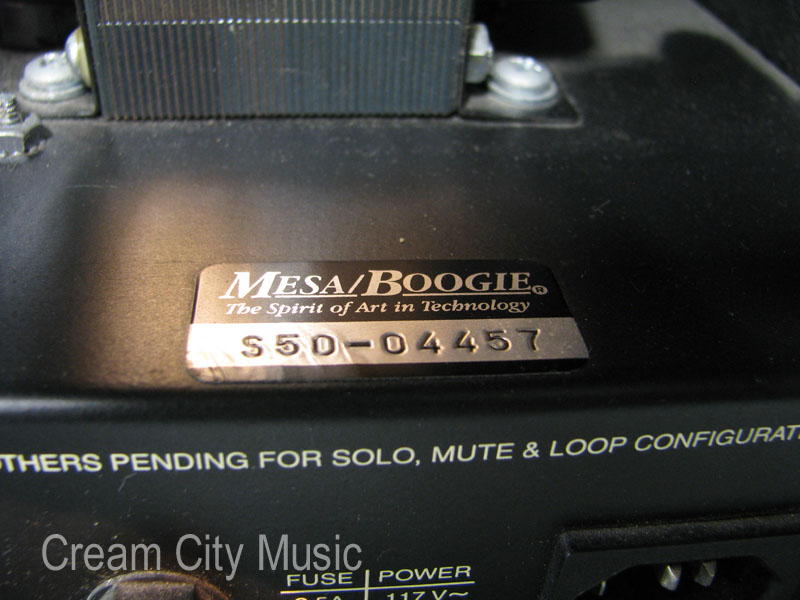 MESA/BOOGIE®
The Spirit of Art in Technology
S50-04457
OTHERS PENDING FOR SOLO, MUTE & LOOP
Cream City Music
FUSE | POWER
117 V~